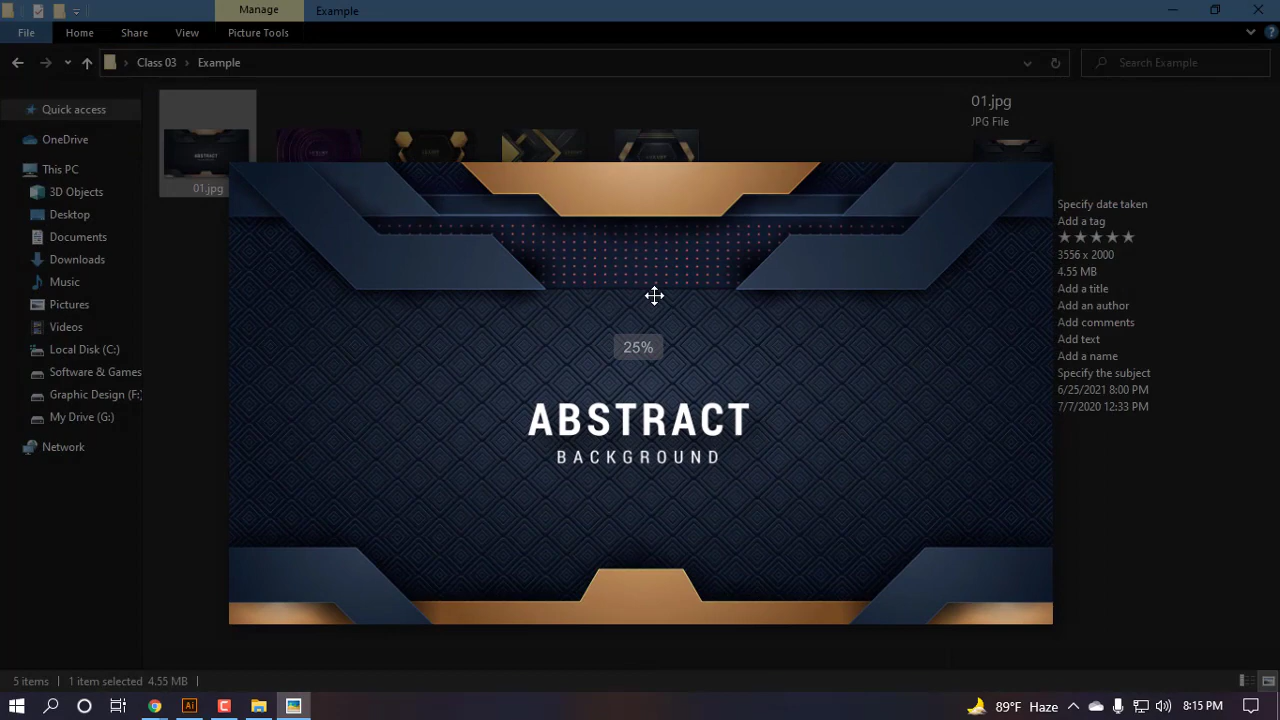 Manage
Example
File
Home
Share
View
Picture Tools
Class 03
Example
Search Example
Quick access
OneDrive
This PC
3D Objects
Desktop
Documents
Downloads
Music
Pictures
Videos
Local Disk (C:)
Software & Games
Graphic Design (F:)
My Drive (G:)
Network
01.jpg
01.jpg
JPG File
Specify date taken
Add a tag
3556 x 2000
4.55 MB
Add a title
Add an author
Add comments
Add text
Add a name
Specify the subject
6/25/2021 8:00 PM
7/7/2020 12:33 PM
ABSTRACT
25%
ABSTRACT
BACKGROUND
5 items
1 item selected 4.55 MB
Ai
C
89°F Haze
8:15 PM